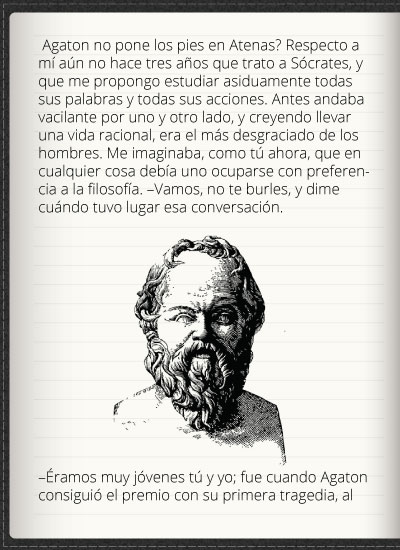 Agaton no pone los pies en Atenas? Respecto a
mí aún no hace tres años que trato a Sócrates, y
que me propongo estudiar asiduamente todas
sus palabras y todas sus acciones. Antes andaba
vacilante por uno y otro lado, y creyendo llevar
una vida racional, era el más desgraciado de los
hombres. Me imaginaba, como tú ahora, que en
cualquier cosa debía uno ocuparse con preferen-
cia a la filosofía. –Vamos, no te burles, y dime
cuándo tuvo lugar esa conversación.
–Éramos muy jóvenes tú y yo; fue cuando Agaton
consiguió el premio con su primera tragedia, al